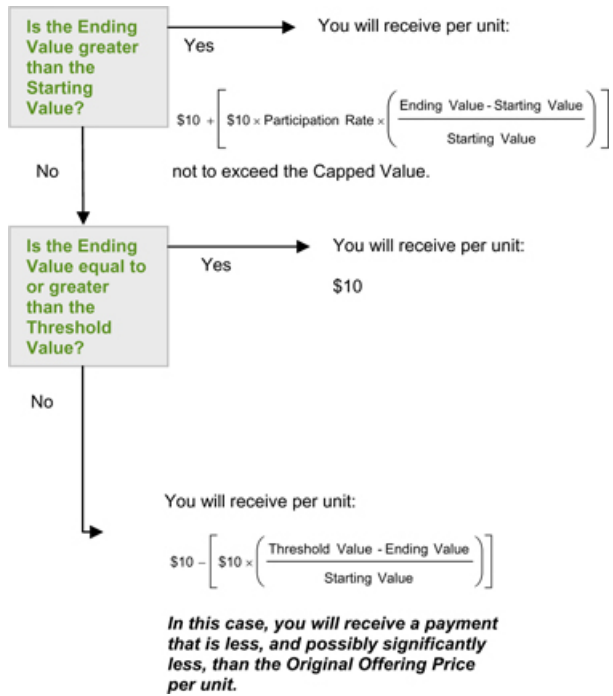 Is the Ending
Value greater
than the
Starting
Value?
Yes
You will receive per unit:
$10 + [ $10 × Participation Rate × ( Ending Value - Starting Value / Starting Value ) ]
not to exceed the Capped Value.
No
Is the Ending
Value equal to
or greater
than the
Threshold
Value?
Yes
You will receive per unit:
$10
No
You will receive per unit:
$10 – [ $10 × ( Threshold Value - Ending Value / Starting Value ) ]
In this case, you will receive a payment
that is less, and possibly significantly
less, than the Original Offering Price
per unit.